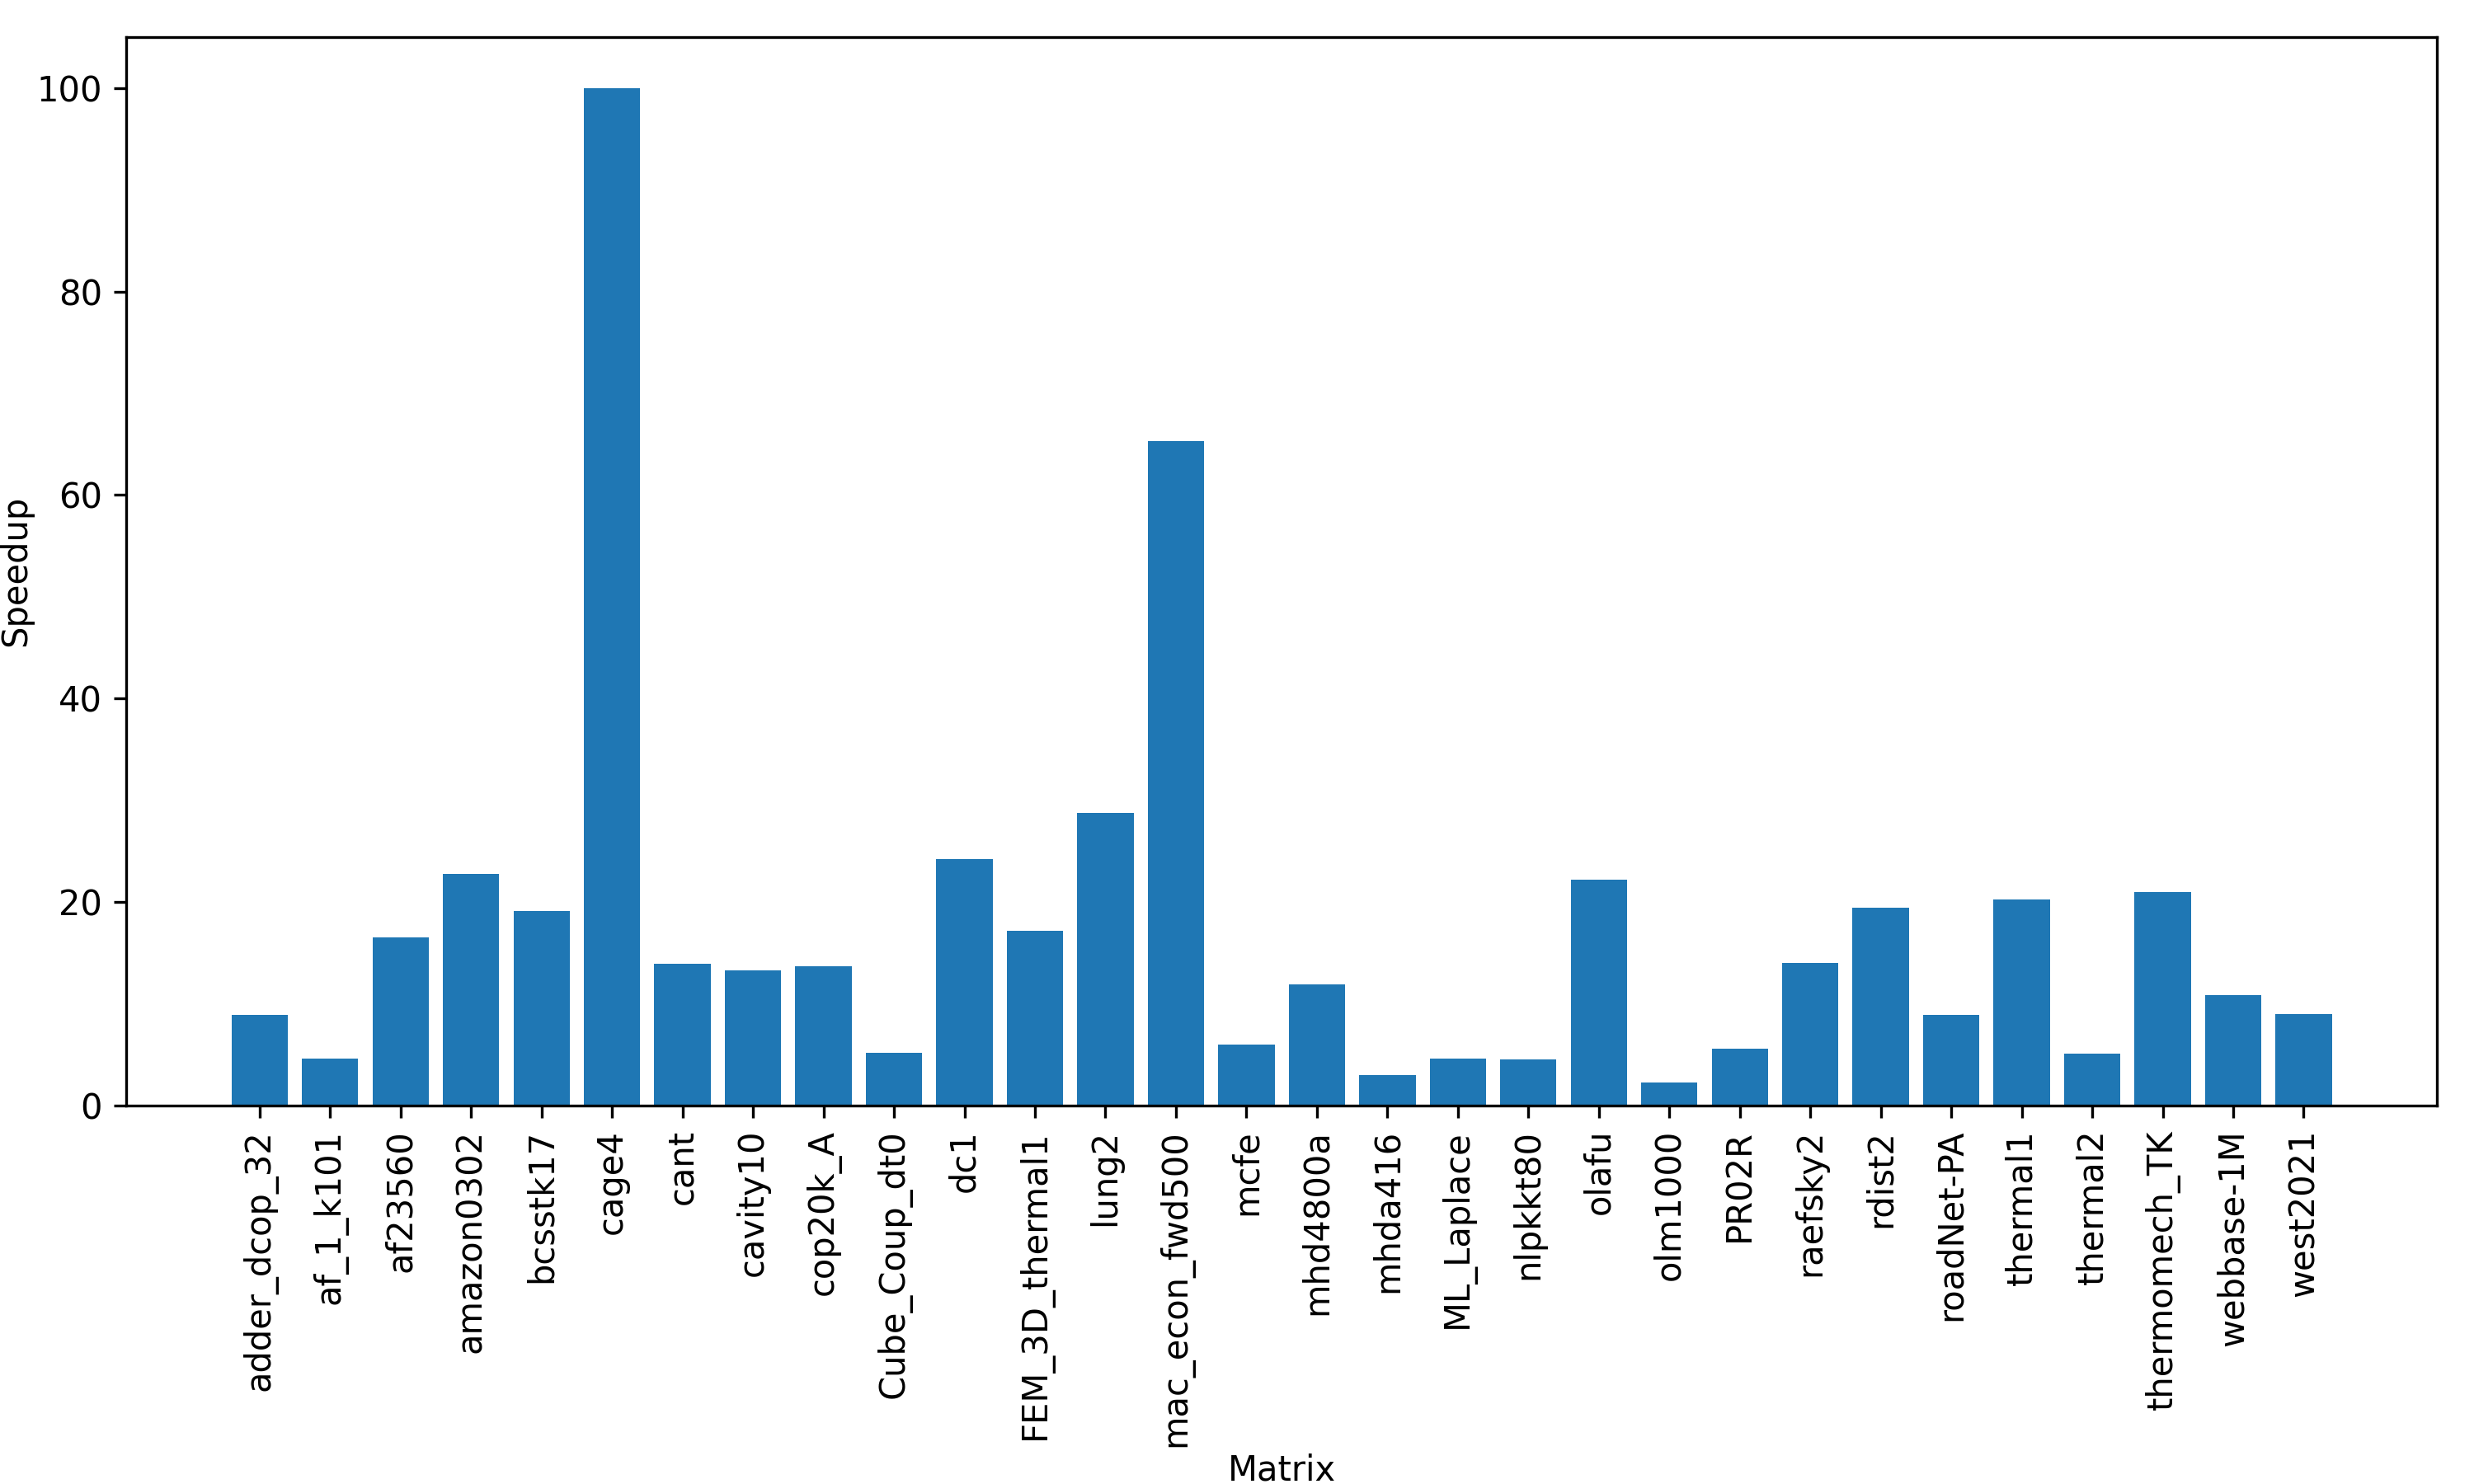 100
80
60
40
20
0
Speedup
adder_dcop_32
af_1_k101
af23560
amazon0302
bcsstk17
cage4
cant
cavity10
cop20k_A
Cube_Coup_dt0
dc1
FEM_3D_thermal1
lung2
mac_econ_fwd500
mcfe
mhd4800a
mhda416
ML_Laplace
nlpkkt80
olafu
olm1000
PR02R
raefsky2
rdist2
roadNet-PA
thermal1
thermal2
thermomech_TK
webbase-1M
west2021
Matrix